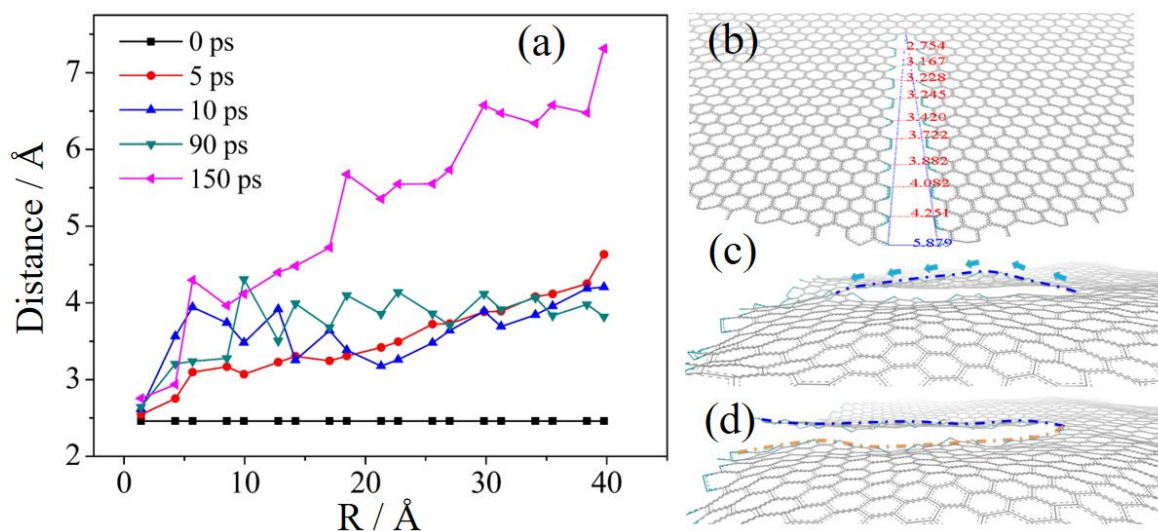 (a)
0 ps
5 ps
10 ps
90 ps
150 ps
7
6
5
4
3
2
Distance / Å
0
10
20
30
40
R / Å
(b)
2.754
3.167
3.228
3.245
3.420
3.722
3.882
4.082
4.251
5.879
(c)
(d)